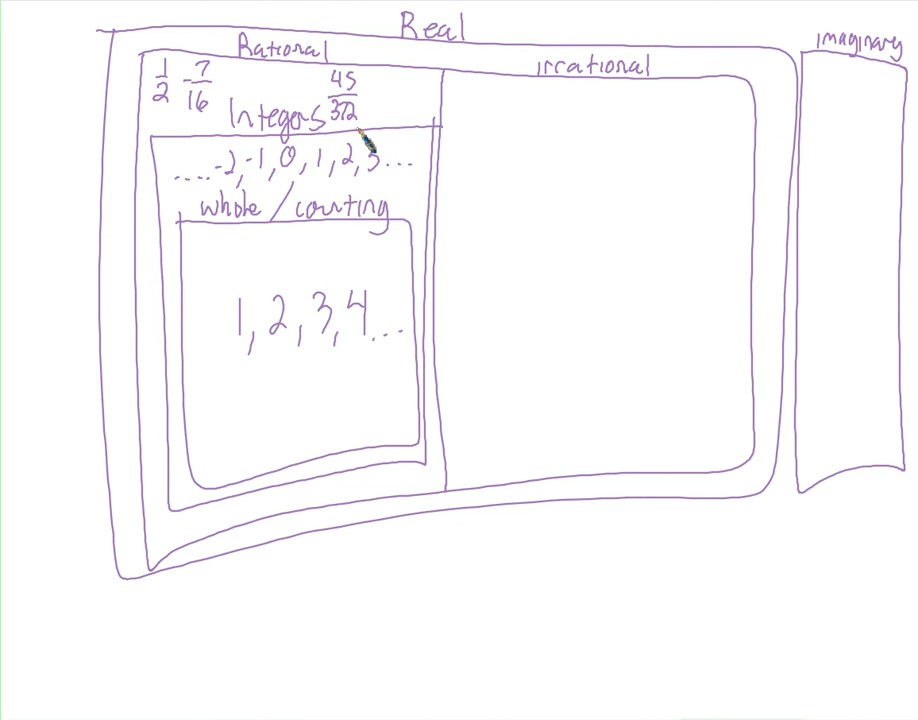 Real
imaginary
Rational
irrational
1/2 -7/16 45/372
Integers
.....-2,-1,0,1,2,3...
whole/counting
1,2,3,4...